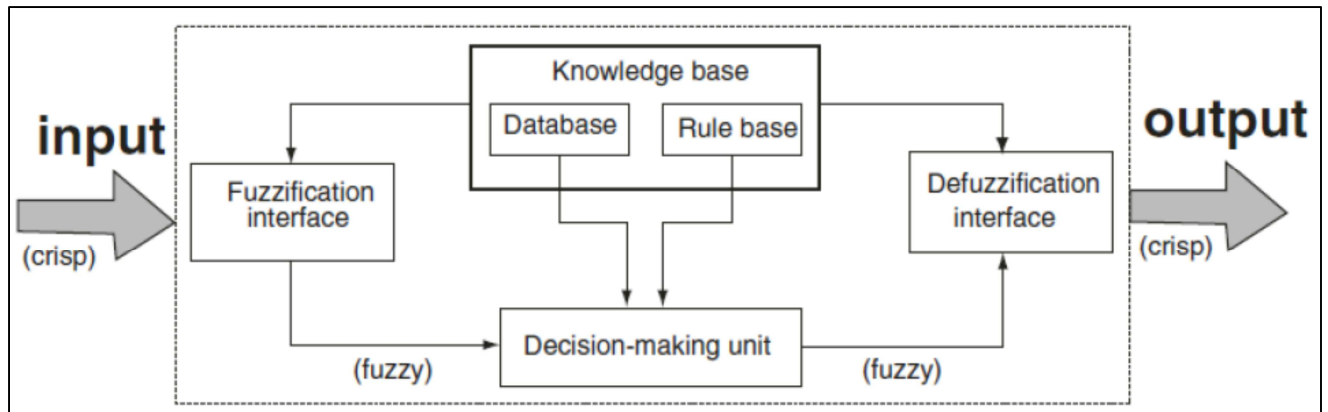 input
(crisp)
Fuzzification
interface
Knowledge base
Database
Rule base
Decision-making unit
(fuzzy)
(fuzzy)
Defuzzification
interface
output
(crisp)